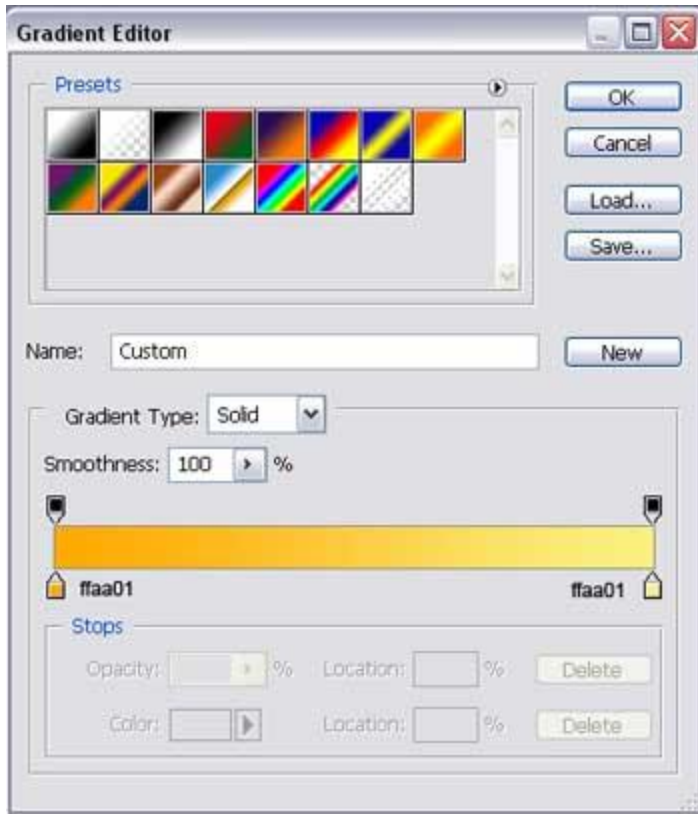 Gradient Editor
Presets
OK
Cancel
Load...
Save...
Name: Custom
New
Gradient Type: Solid
Smoothness: 100 %
ffaa01 ffaa01
Stops
Opacity: % Location: % Delete
Color: Location: % Delete